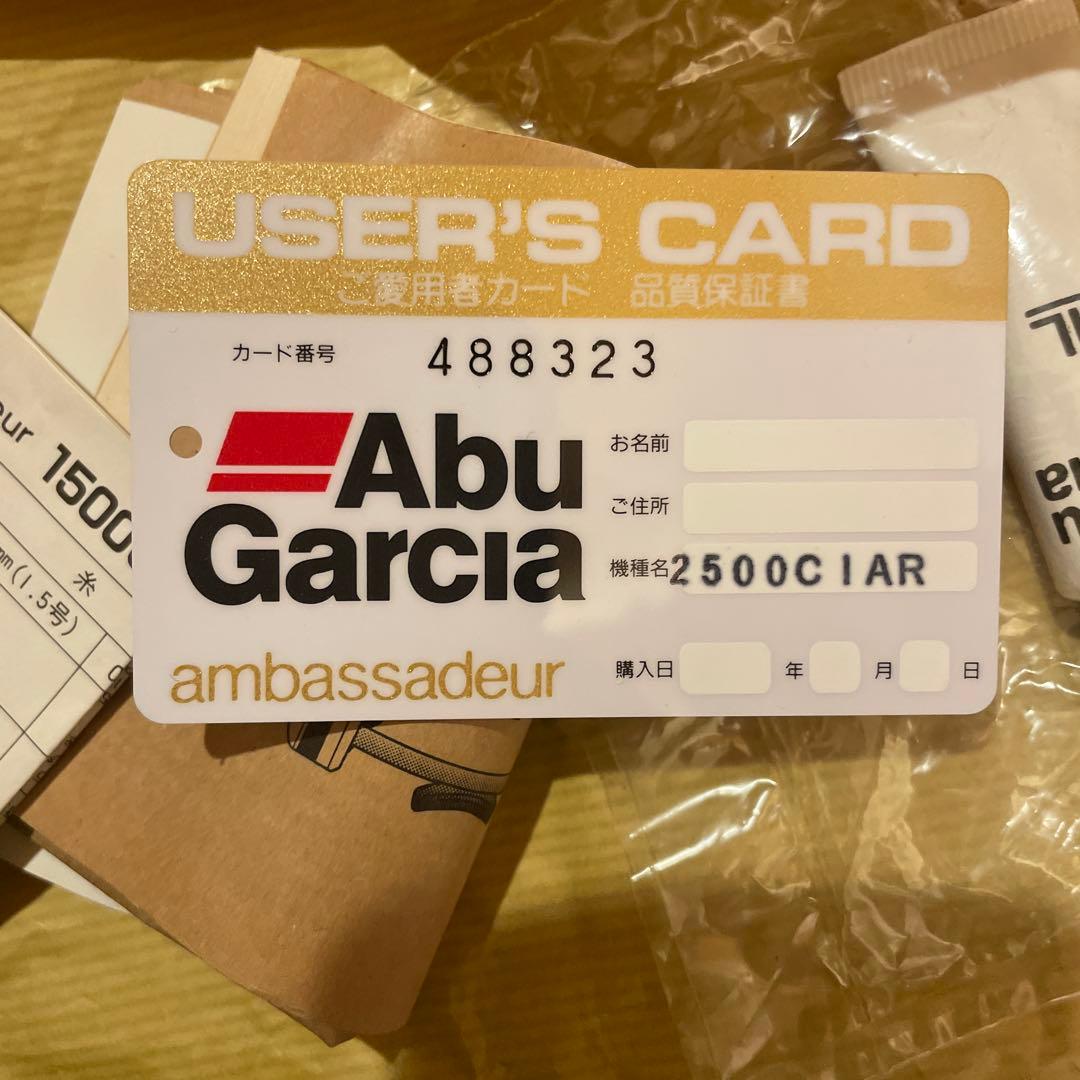 USER'S CARD
ご愛用者カード 品質保証書
カード番号 488323
Abu
Garcia
お名前
ご住所
機種名 2500C IAR
ambassadeur
購入日 年 月 日
eur 1500
糸
mm(1.5号)